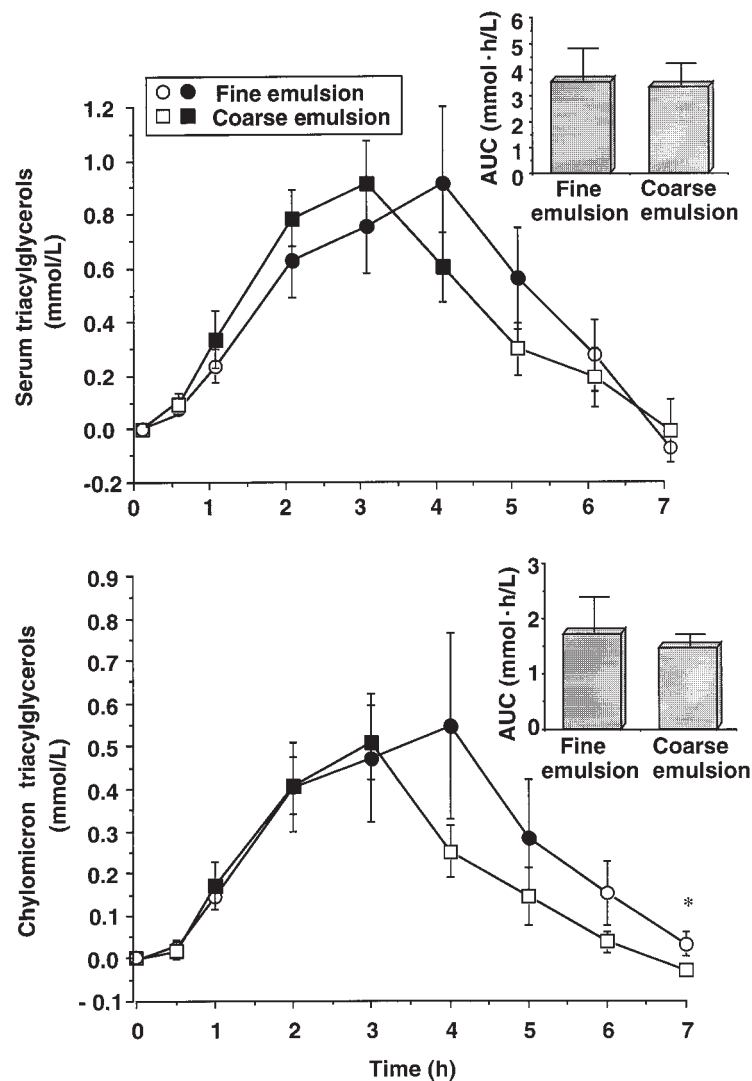 Fine emulsion
Coarse emulsion
Serum triacylglycerols
(mmol/L)
1.2
1.0
0.8
0.6
0.4
0.2
0.0
-0.2
0 1 2 3 4 5 6 7
AUC (mmol·h/L)
6
5
4
3
2
1
0
Fine emulsion
Coarse emulsion
Chylomicron triacylglycerols
(mmol/L)
0.9
0.8
0.7
0.6
0.5
0.4
0.3
0.2
0.1
0.0
- 0.1
0 1 2 3 4 5 6 7
Time (h)
AUC (mmol·h/L)
3
2
1
0
Fine emulsion
Coarse emulsion
*